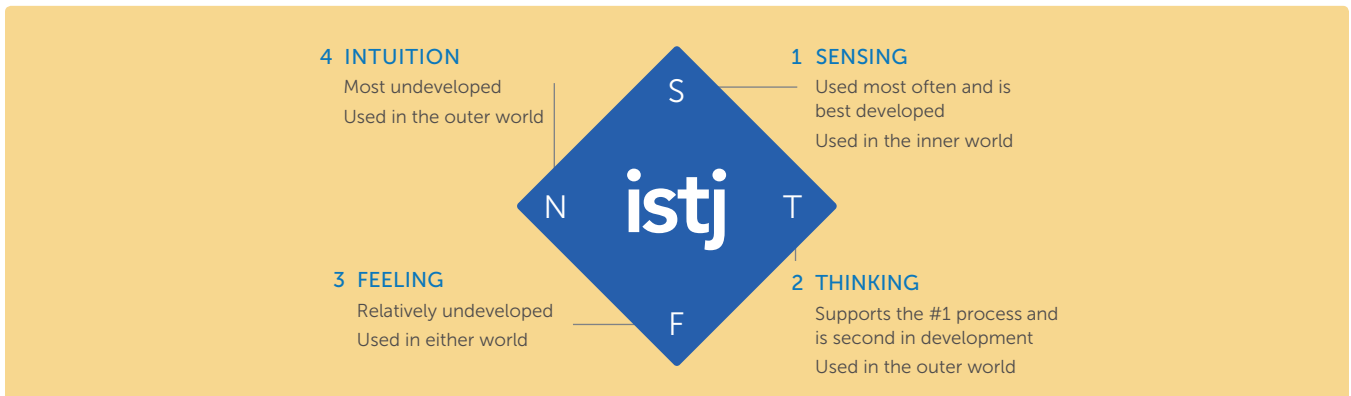 4 INTUITION
Most undeveloped
Used in the outer world
1 SENSING
Used most often and is
best developed
Used in the inner world
S
N
istj
T
F
3 FEELING
Relatively undeveloped
Used in either world
2 THINKING
Supports the #1 process and
is second in development
Used in the outer world